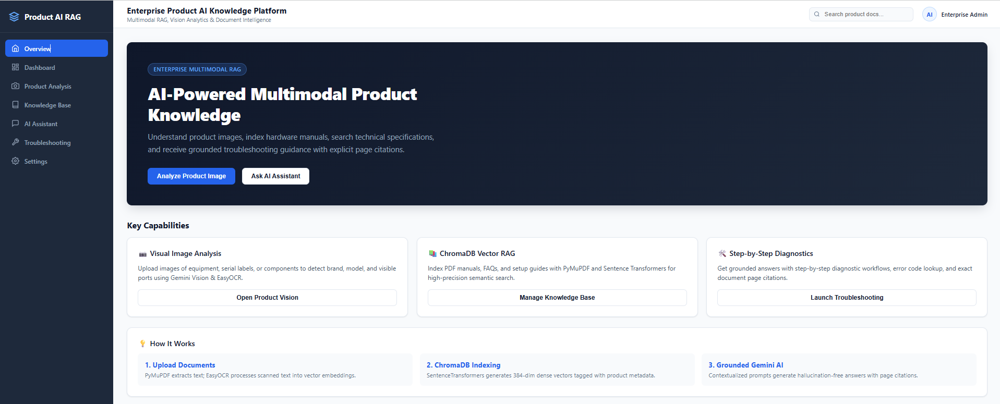 Product AI RAG
Overview
Dashboard
Product Analysis
Knowledge Base
AI Assistant
Troubleshooting
Settings
Enterprise Product AI Knowledge Platform
Multimodal RAG, Vision Analytics & Document Intelligence
Search product docs...
AI
Enterprise Admin
ENTERPRISE MULTIMODAL RAG
AI-Powered Multimodal Product
Knowledge
Understand product images, index hardware manuals, search technical specifications,
and receive grounded troubleshooting guidance with explicit page citations.
Analyze Product Image
Ask AI Assistant
Key Capabilities
Visual Image Analysis
Upload images of equipment, serial labels, or components to detect brand, model, and visible
ports using Gemini Vision & EasyOCR.
Open Product Vision
ChromaDB Vector RAG
Index PDF manuals, FAQs, and setup guides with PyMuPDF and Sentence Transformers for
high-precision semantic search.
Manage Knowledge Base
Step-by-Step Diagnostics
Get grounded answers with step-by-step diagnostic workflows, error code lookup, and exact
document page citations.
Launch Troubleshooting
How It Works
1. Upload Documents
PyMuPDF extracts text; EasyOCR processes scanned text into vector embeddings.
2. ChromaDB Indexing
SentenceTransformers generates 384-dim dense vectors tagged with product metadata.
3. Grounded Gemini AI
Contextualized prompts generate hallucination-free answers with page citations.